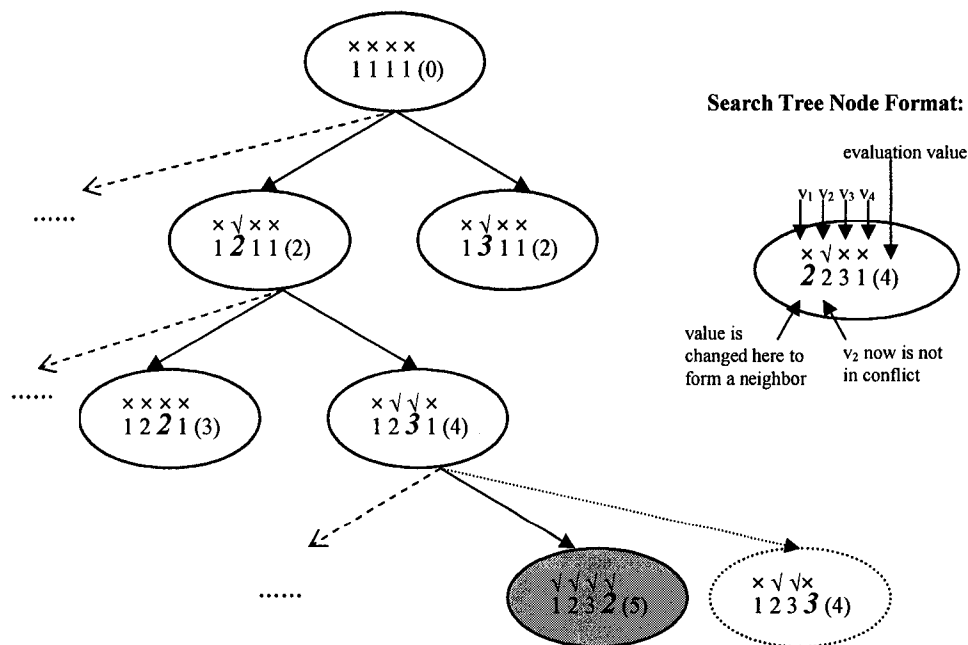 × × × ×
1 1 1 1 (0)
Search Tree Node Format:
evaluation value
v₁ v₂ v₃ v₄
× √ × ×
2 2 3 1 (4)
value is
changed here to
form a neighbor
v₂ now is not
in conflict
......
× √ × ×
1 2 1 1 (2)
× √ × ×
1 3 1 1 (2)
......
× × × ×
1 2 2 1 (3)
× √ √ ×
1 2 3 1 (4)
......
√ √ √ √
1 2 3 2 (5)
× √ √ ×
1 2 3 3 (4)